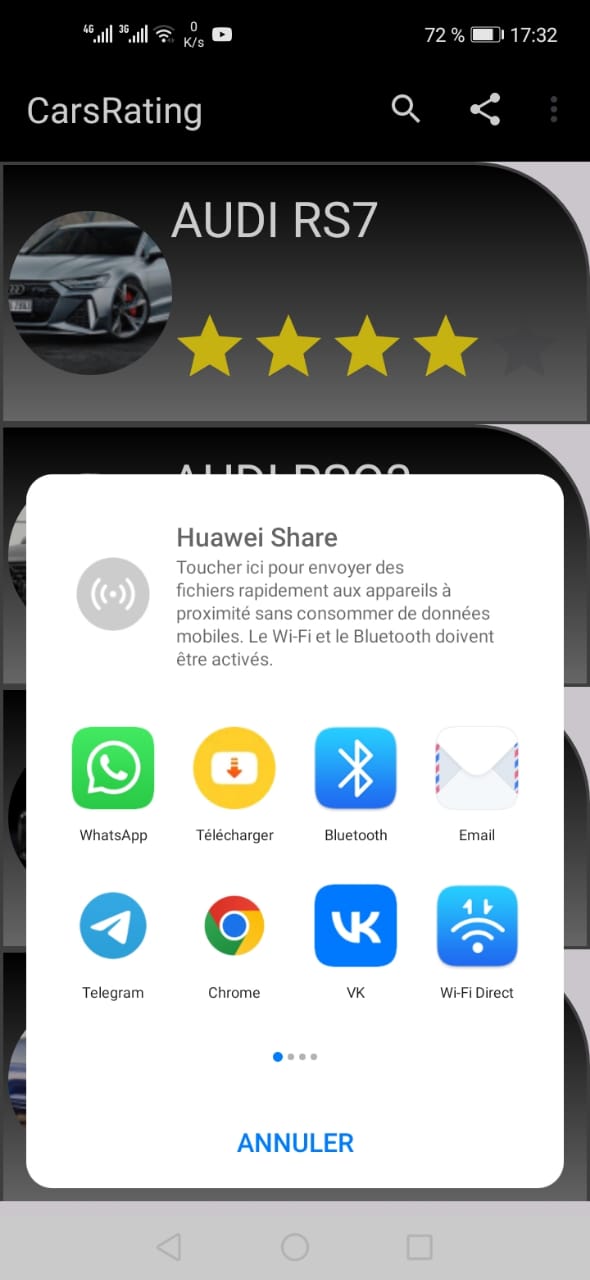 4G 3G 0 K/s 72 % 17:32
CarsRating
AUDI RS7
Huawei Share
Toucher ici pour envoyer des
fichiers rapidement aux appareils à
proximité sans consommer de données
mobiles. Le Wi-Fi et le Bluetooth doivent
être activés.
WhatsApp Télécharger Bluetooth Email
Telegram Chrome VK Wi-Fi Direct
ANNULER